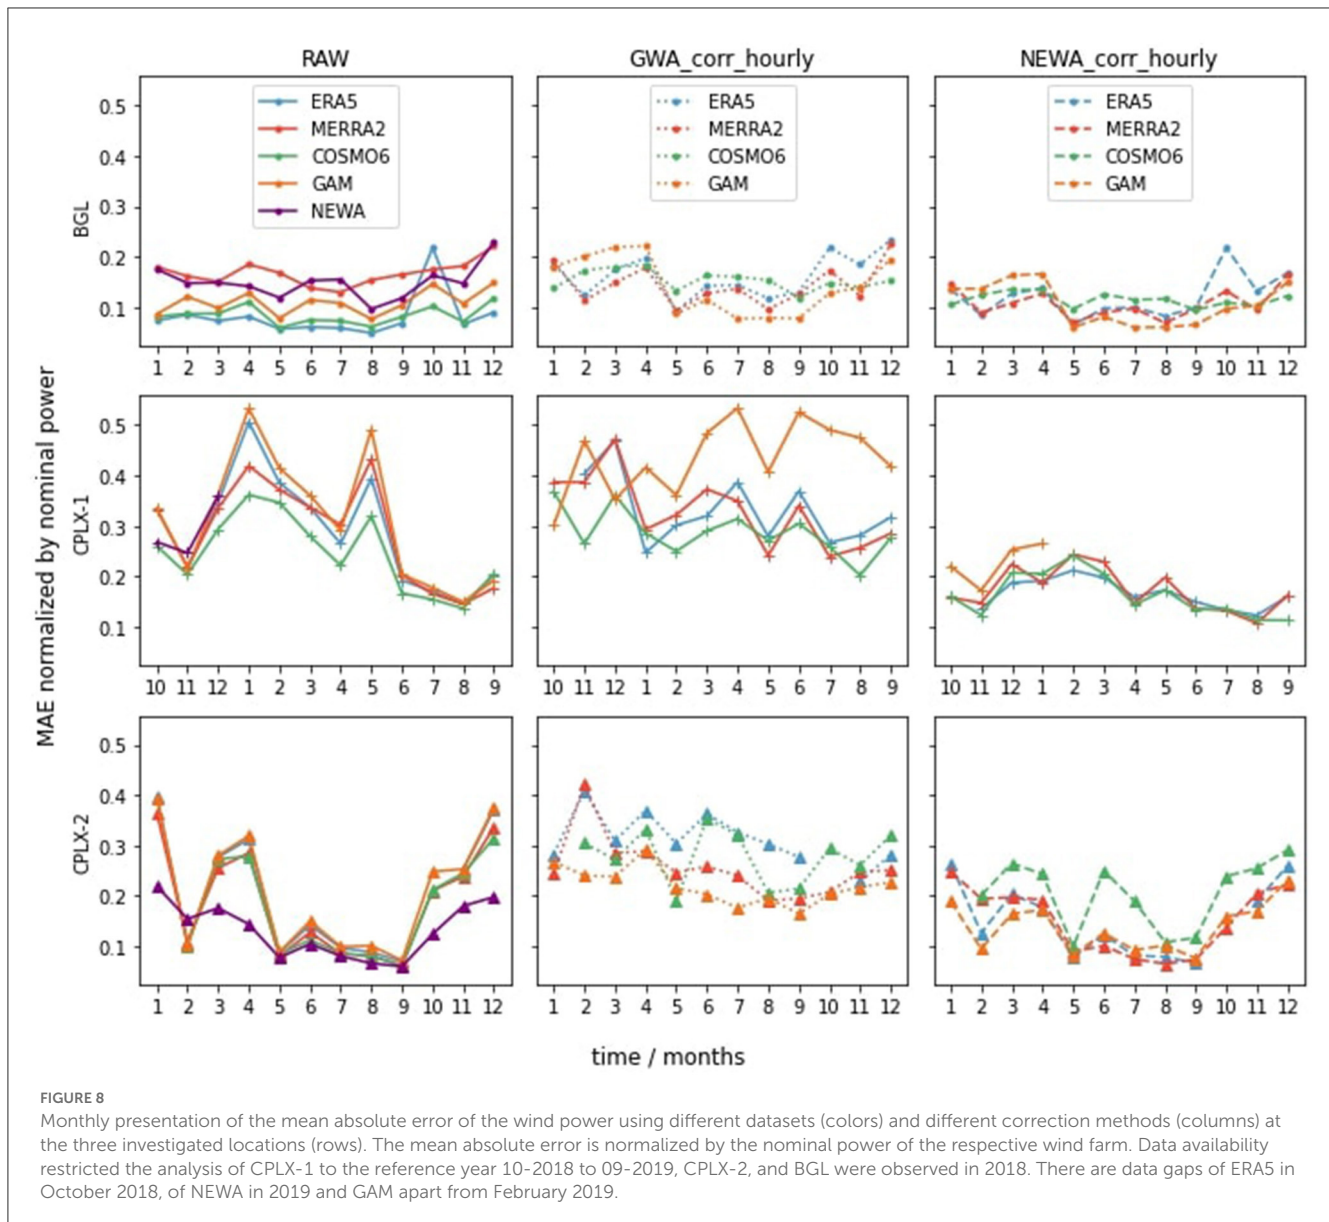 RAW
GWA_corr_hourly
NEWA_corr_hourly
BGL
0.5
0.4
0.3
0.2
0.1
ERA5
MERRA2
COSMO6
GAM
NEWA
ERA5
MERRA2
COSMO6
GAM
ERA5
MERRA2
COSMO6
GAM
1 2 3 4 5 6 7 8 9 10 11 12
1 2 3 4 5 6 7 8 9 10 11 12
1 2 3 4 5 6 7 8 9 10 11 12
MAE normalized by nominal power
CPLX-1
0.5
0.4
0.3
0.2
0.1
10 11 12 1 2 3 4 5 6 7 8 9
10 11 12 1 2 3 4 5 6 7 8 9
10 11 12 1 2 3 4 5 6 7 8 9
CPLX-2
0.5
0.4
0.3
0.2
0.1
1 2 3 4 5 6 7 8 9 10 11 12
1 2 3 4 5 6 7 8 9 10 11 12
1 2 3 4 5 6 7 8 9 10 11 12
time / months
FIGURE 8
Monthly presentation of the mean absolute error of the wind power using different datasets (colors) and different correction methods (columns) at
the three investigated locations (rows). The mean absolute error is normalized by the nominal power of the respective wind farm. Data availability
restricted the analysis of CPLX-1 to the reference year 10-2018 to 09-2019, CPLX-2, and BGL were observed in 2018. There are data gaps of ERA5 in
October 2018, of NEWA in 2019 and GAM apart from February 2019.